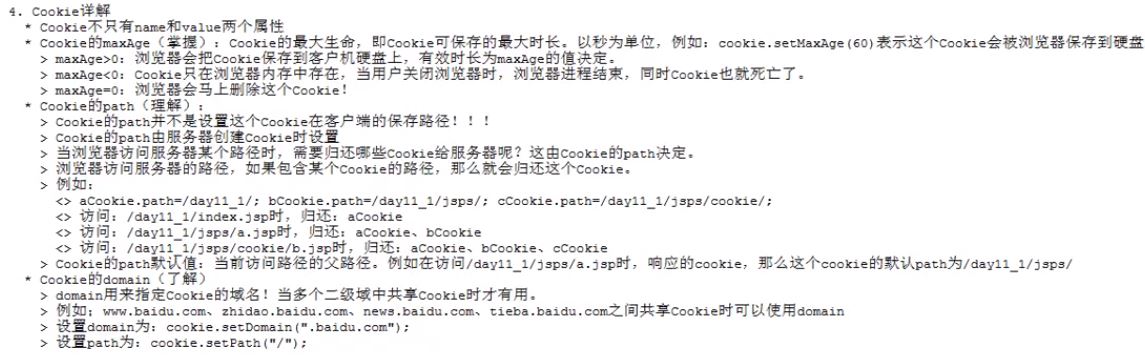 4. Cookie详解
* Cookie不只有name和value两个属性
* Cookie的maxAge（掌握）：Cookie的最大生命，即Cookie可保存的最大时长。以秒为单位，例如：cookie.setMaxAge(60)表示这个Cookie会被浏览器保存到硬盘
> maxAge>0：浏览器会把Cookie保存到客户机硬盘上，有效时长为maxAge的值决定。
> maxAge<0：Cookie只在浏览器内存中存在，当用户关闭浏览器时，浏览器进程结束，同时Cookie也就死亡了。
> maxAge=0：浏览器会马上删除这个Cookie！
* Cookie的path（理解）：
> Cookie的path并不是设置这个Cookie在客户端的保存路径！！！
> Cookie的path由服务器创建Cookie时设置
> 当浏览器访问服务器某个路径时，需要归还哪些Cookie给服务器呢？这由Cookie的path决定。
> 浏览器访问服务器的路径，如果包含某个Cookie的路径，那么就会归还这个Cookie。
> 例如：
<> aCookie.path=/day11_1/; bCookie.path=/day11_1/jsps/; cCookie.path=/day11_1/jsps/cookie/;
<> 访问：/day11_1/index.jsp时，归还：aCookie
<> 访问：/day11_1/jsps/a.jsp时，归还：aCookie、bCookie
<> 访问：/day11_1/jsps/cookie/b.jsp时，归还：aCookie、bCookie、cCookie
> Cookie的path默认值：当前访问路径的父路径。例如在访问/day11_1/jsps/a.jsp时，响应的cookie，那么这个cookie的默认path为/day11_1/jsps/
* Cookie的domain（了解）
> domain用来指定Cookie的域名！当多个二级域中共享Cookie时才有用。
> 例如；www.baidu.com、zhidao.baidu.com、news.baidu.com、tieba.baidu.com之间共享Cookie时可以使用domain
> 设置domain为：cookie.setDomain(".baidu.com");
> 设置path为：cookie.setPath("/");